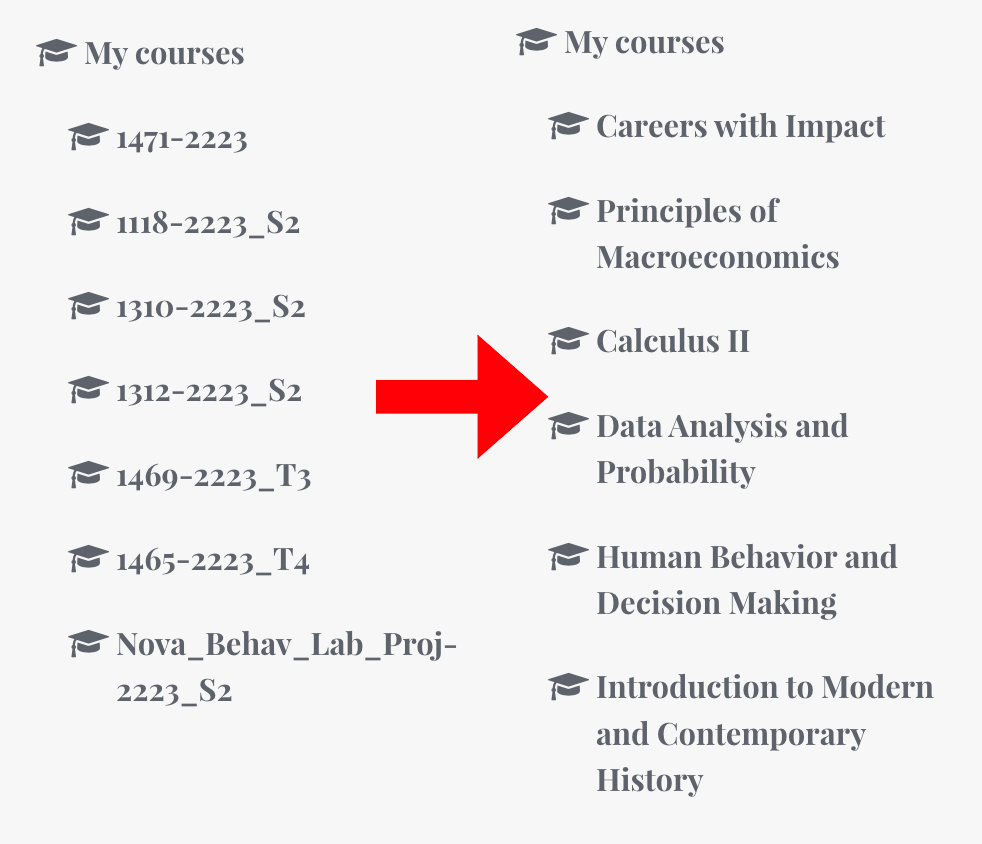 My courses
1471-2223
1118-2223_S2
1310-2223_S2
1312-2223_S2
1469-2223_T3
1465-2223_T4
Nova_Behav_Lab_Proj-
2223_S2
My courses
Careers with Impact
Principles of
Macroeconomics
Calculus II
Data Analysis and
Probability
Human Behavior and
Decision Making
Introduction to Modern
and Contemporary
History